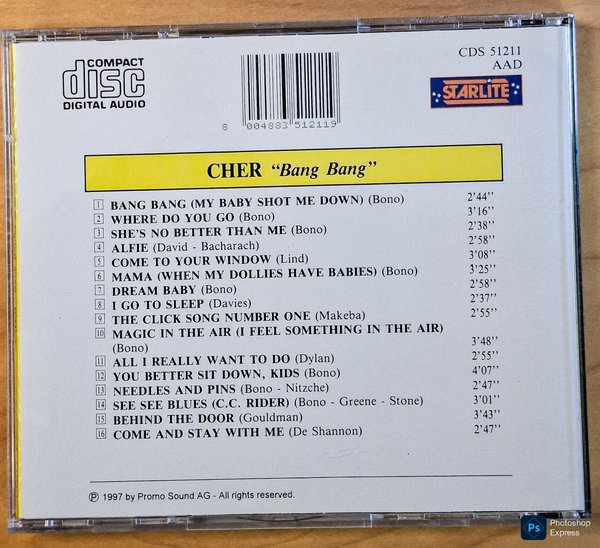 COMPACT
disc
DIGITAL AUDIO
CDS 51211
AAD
STARLITE
8 004883 512119
CHER "Bang Bang"
1 BANG BANG (MY BABY SHOT ME DOWN) (Bono) 2'44''
2 WHERE DO YOU GO (Bono) 3'16''
3 SHE'S NO BETTER THAN ME (Bono) 2'38''
4 ALFIE (David - Bacharach) 2'58''
5 COME TO YOUR WINDOW (Lind) 3'08''
6 MAMA (WHEN MY DOLLIES HAVE BABIES) (Bono) 3'25''
7 DREAM BABY (Bono) 2'58''
8 I GO TO SLEEP (Davies) 2'37''
9 THE CLICK SONG NUMBER ONE (Makeba) 2'55''
10 MAGIC IN THE AIR (I FEEL SOMETHING IN THE AIR)
(Bono) 3'48''
11 ALL I REALLY WANT TO DO (Dylan) 2'55''
12 YOU BETTER SIT DOWN, KIDS (Bono) 4'07''
13 NEEDLES AND PINS (Bono - Nitzche) 2'47''
14 SEE SEE BLUES (C.C. RIDER) (Bono - Greene - Stone) 3'01''
15 BEHIND THE DOOR (Gouldman) 3'43''
16 COME AND STAY WITH ME (De Shannon) 2'47''
℗ 1997 by Promo Sound AG - All rights reserved.
Ps Photoshop
Express